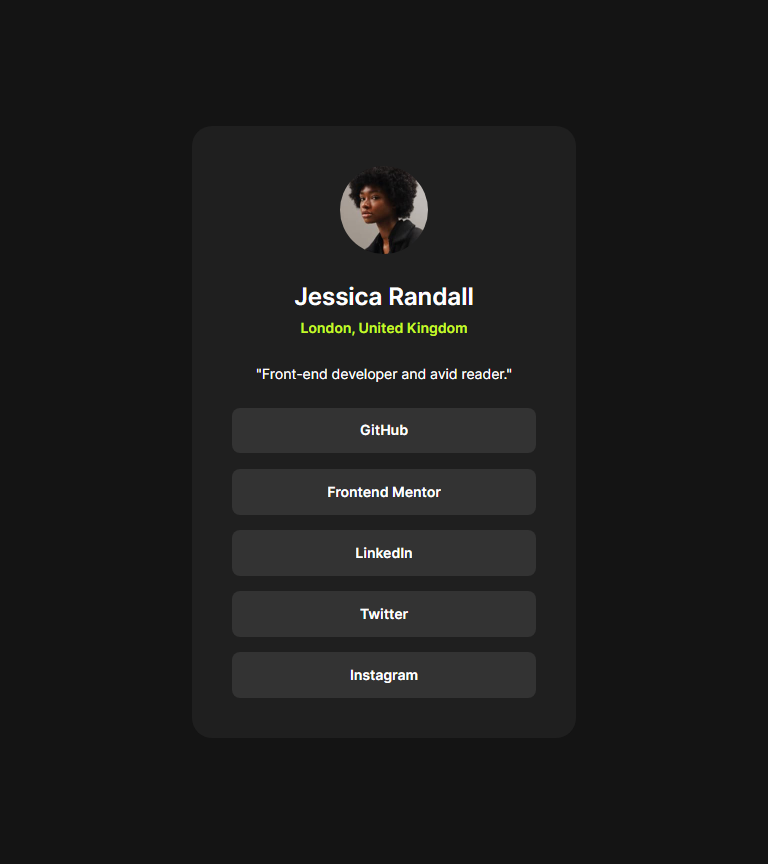 Jessica Randall
London, United Kingdom
"Front-end developer and avid reader."
GitHub
Frontend Mentor
LinkedIn
Twitter
Instagram